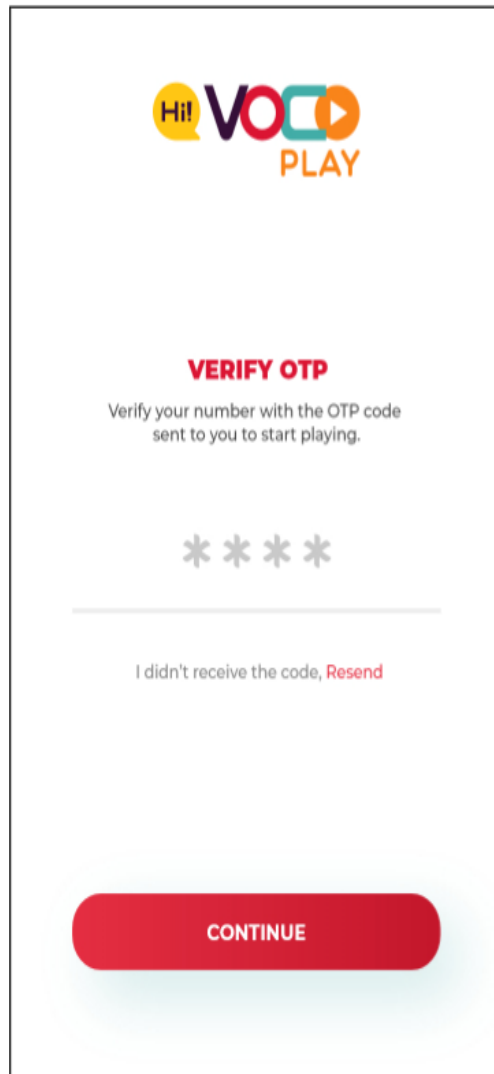 Hi! VOCO
PLAY
VERIFY OTP
Verify your number with the OTP code
sent to you to start playing.
****
I didn't receive the code, Resend
CONTINUE